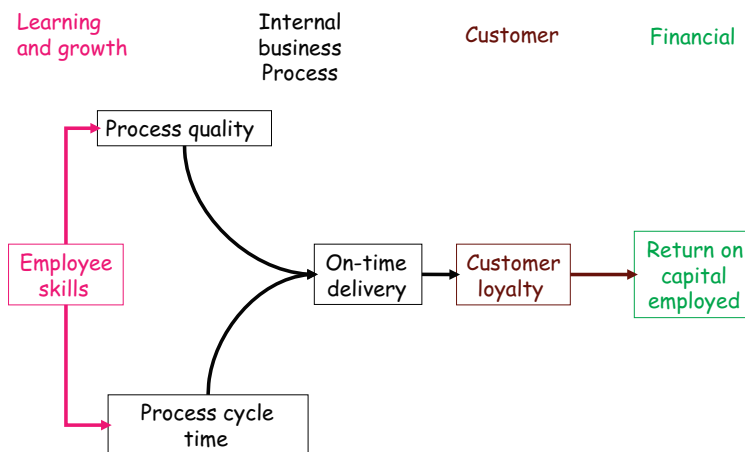 Learning
and growth
Internal
business
Process
Customer
Financial
Process quality
Employee
skills
On-time
delivery
Customer
loyalty
Return on
capital
employed
Process cycle
time